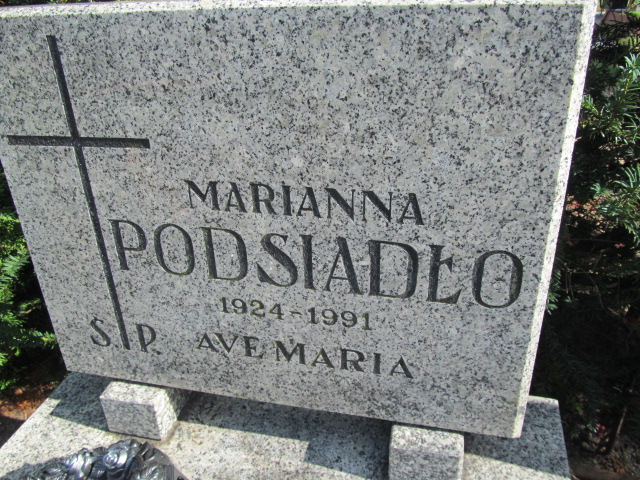 MARIANNA
PODSIADŁO
1924-1991
Ś.P. AVE MARIA